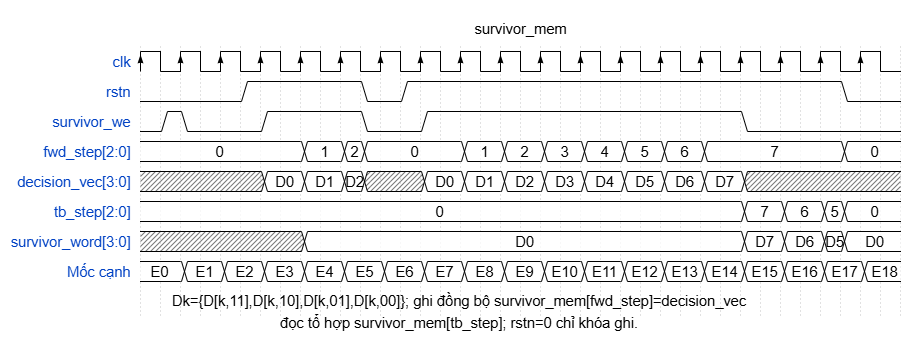 survivor_mem
clk
rstn
survivor_we
fwd_step[2:0] 0 1 2 0 1 2 3 4 5 6 7 0
decision_vec[3:0] D0 D1 D2 D0 D1 D2 D3 D4 D5 D6 D7
tb_step[2:0] 0 7 6 5 0
survivor_word[3:0] D0 D7 D6 D5 D0
Mốc cạnh E0 E1 E2 E3 E4 E5 E6 E7 E8 E9 E10 E11 E12 E13 E14 E15 E16 E17 E18
Dk={D[k,11],D[k,10],D[k,01],D[k,00]}; ghi đồng bộ survivor_mem[fwd_step]=decision_vec
đọc tổ hợp survivor_mem[tb_step]; rstn=0 chỉ khóa ghi.